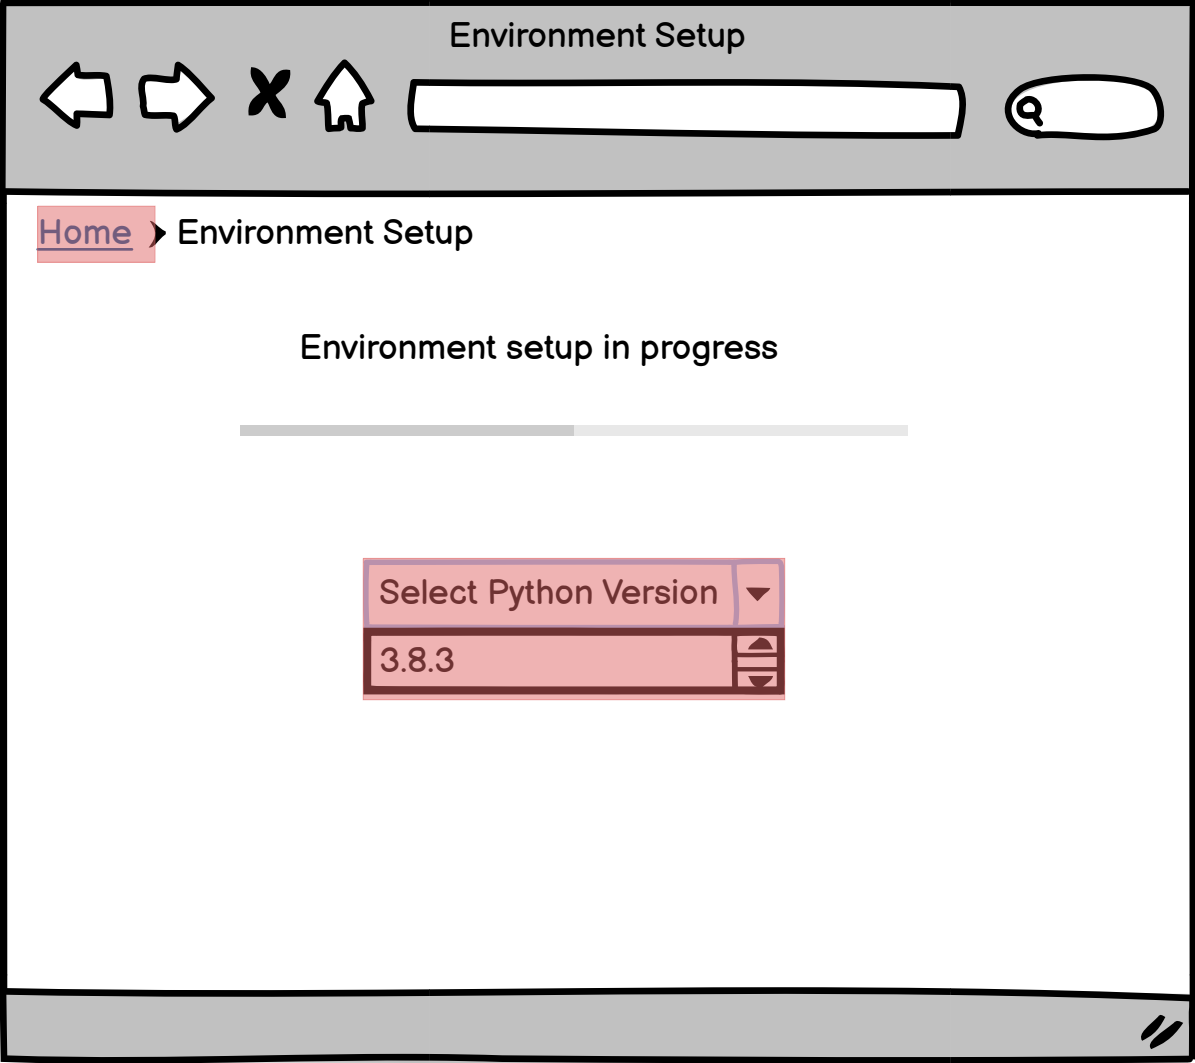 Environment Setup
Home Environment Setup
Environment setup in progress
Select Python Version
3.8.3